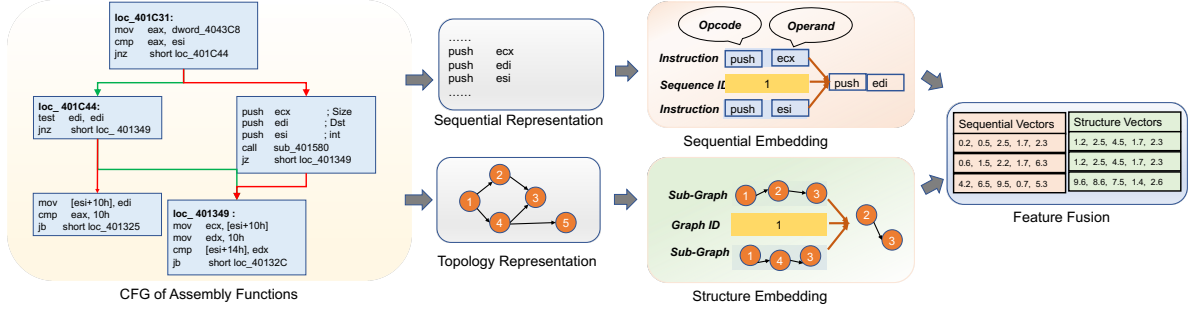 loc_401C31:
mov eax, dword_4043C8
cmp eax, esi
jnz short loc_401C44
loc_ 401C44:
test edi, edi
jnz short loc_ 401349
push ecx ; Size
push edi ; Dst
push esi ; int
call sub_401580
jz short loc_401349
mov [esi+10h], edi
cmp eax, 10h
jb short loc_401325
loc_ 401349 :
mov ecx, [esi+10h]
mov edx, 10h
cmp [esi+14h], edx
jb short loc_40132C
CFG of Assembly Functions
......
push ecx
push edi
push esi
......
Sequential Representation
1
2
3
4
5
Topology Representation
Opcode
Operand
Instruction push ecx
Sequence ID 1
Instruction push esi
push edi
Sequential Embedding
Sub-Graph 1 2 3
Graph ID 1
Sub-Graph 1 4 3
2
3
Structure Embedding
Sequential Vectors Structure Vectors
0.2, 0.5, 2.5, 1.7, 2.3 1.2, 2.5, 4.5, 1.7, 2.3
0.6, 1.5, 2.2, 1.7, 6.3 1.2, 2.5, 4.5, 1.7, 2.3
4.2, 6.5, 9.5, 0.7, 5.3 9.6, 8.6, 7.5, 1.4, 2.6
Feature Fusion